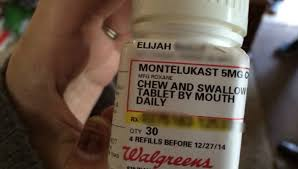 ELIJAH
MONTELUKAST 5MG
MFG ROXANE
CHEW AND SWALLOW
TABLET BY MOUTH
DAILY
QTY 30
4 REFILLS BEFORE 12/27/14
Walgreens